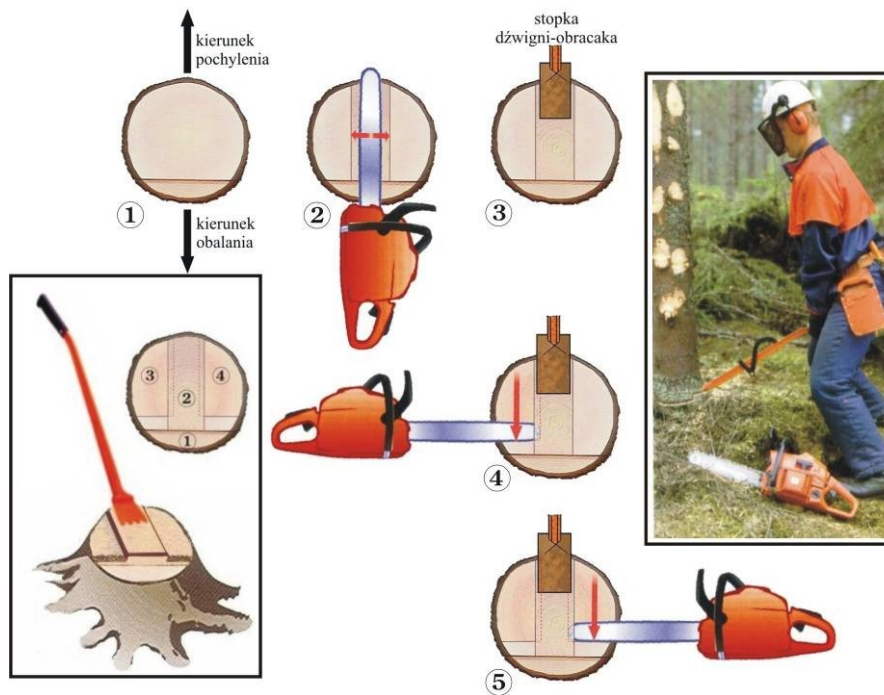 kierunek
pochylenia
①
kierunek
obalania
②
stopka
dźwigni-obracaka
③
③
④
②
①
④
⑤